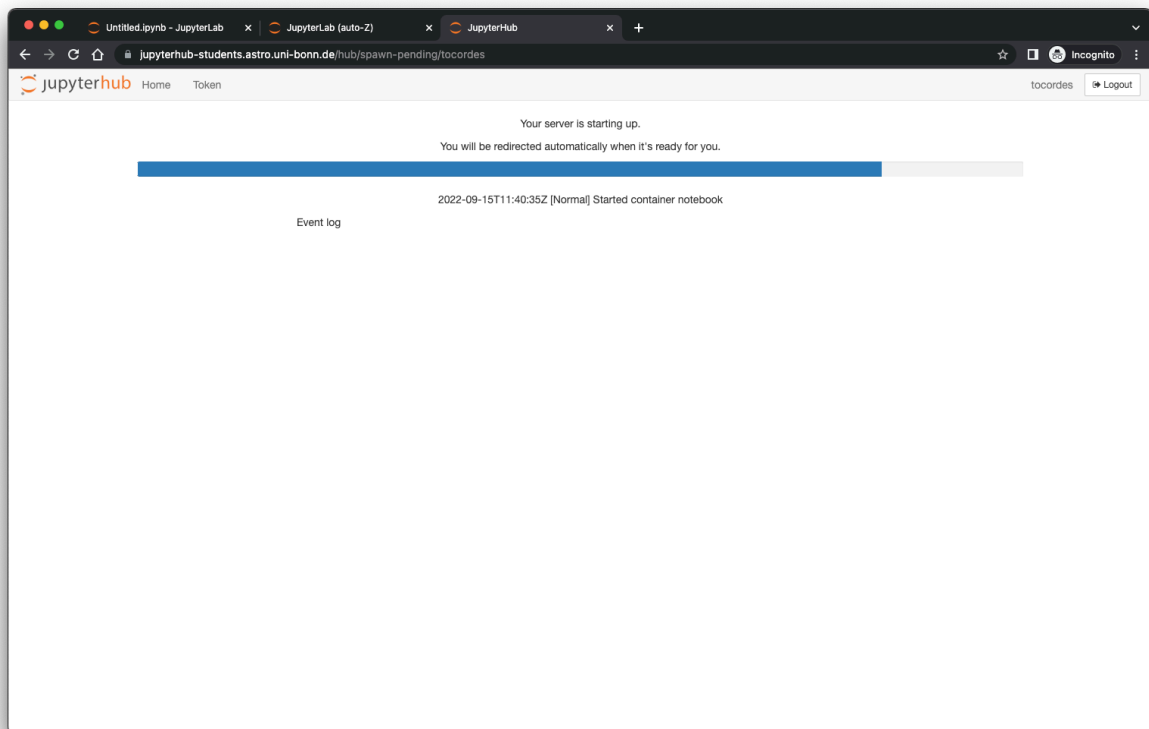 Untitled.ipynb - JupyterLab JupyterLab (auto-Z) JupyterHub
jupyterhub-students.astro.uni-bonn.de/hub/spawn-pending/tocordes Incognito
jupyterhub Home Token tocordes Logout
Your server is starting up.
You will be redirected automatically when it's ready for you.
2022-09-15T11:40:35Z [Normal] Started container notebook
Event log